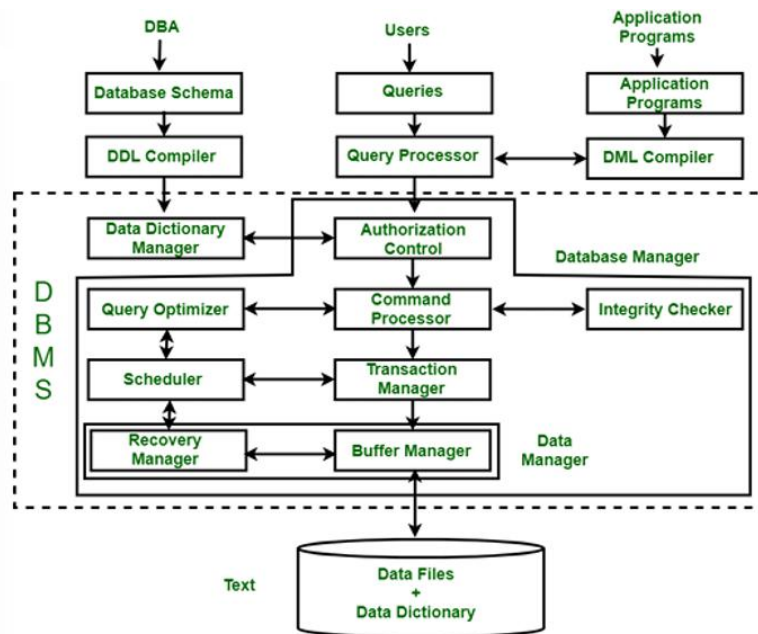 DBA
Users
Application
Programs
Database Schema
Queries
Application
Programs
DDL Compiler
Query Processor
DML Compiler
Data Dictionary
Manager
Authorization
Control
Database Manager
DBMS
Query Optimizer
Command
Processor
Integrity Checker
Scheduler
Transaction
Manager
Recovery
Manager
Buffer Manager
Data
Manager
Text
Data Files
+
Data Dictionary